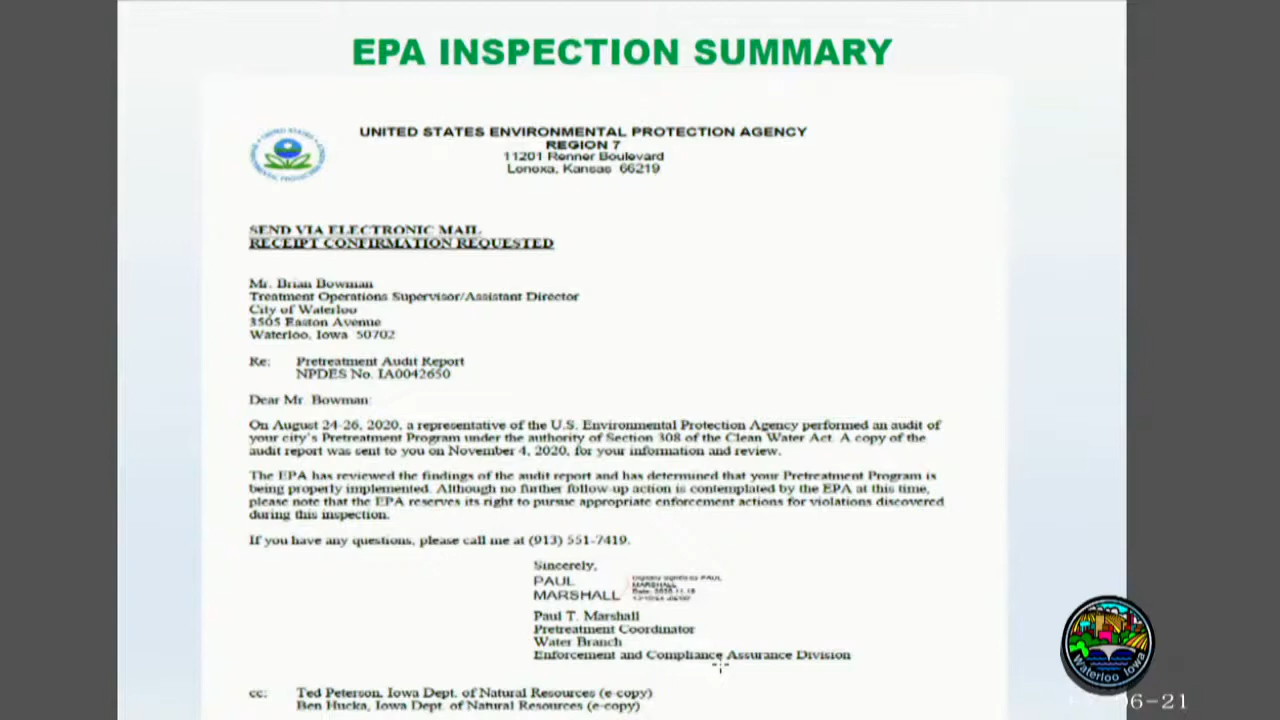 EPA INSPECTION SUMMARY
UNITED STATES ENVIRONMENTAL PROTECTION AGENCY
REGION 7
11201 Renner Boulevard
Lenexa, Kansas 66219
SEND VIA ELECTRONIC MAIL
RECEIPT CONFIRMATION REQUESTED
Mr. Brian Bowman
Treatment Operations Supervisor/Assistant Director
City of Waterloo
3505 Easton Avenue
Waterloo, Iowa 50702
Re: Pretreatment Audit Report
NPDES No. IA0042650
Dear Mr. Bowman:
On August 24-26, 2020, a representative of the U.S. Environmental Protection Agency performed an audit of
your city's Pretreatment Program under the authority of Section 308 of the Clean Water Act. A copy of the
audit report was sent to you on November 4, 2020, for your information and review.
The EPA has reviewed the findings of the audit report and has determined that your Pretreatment Program is
being properly implemented. Although no further follow-up action is contemplated by the EPA at this time,
please note that the EPA reserves its right to pursue appropriate enforcement actions for violations discovered
during this inspection.
If you have any questions, please call me at (913) 551-7419.
Sincerely,
PAUL
MARSHALL
Digitally signed by PAUL
MARSHALL
Paul T. Marshall
Pretreatment Coordinator
Water Branch
Enforcement and Compliance Assurance Division
cc: Ted Peterson, Iowa Dept. of Natural Resources (e-copy)
Ben Hucka, Iowa Dept. of Natural Resources (e-copy)
Waterloo Iowa
06-21